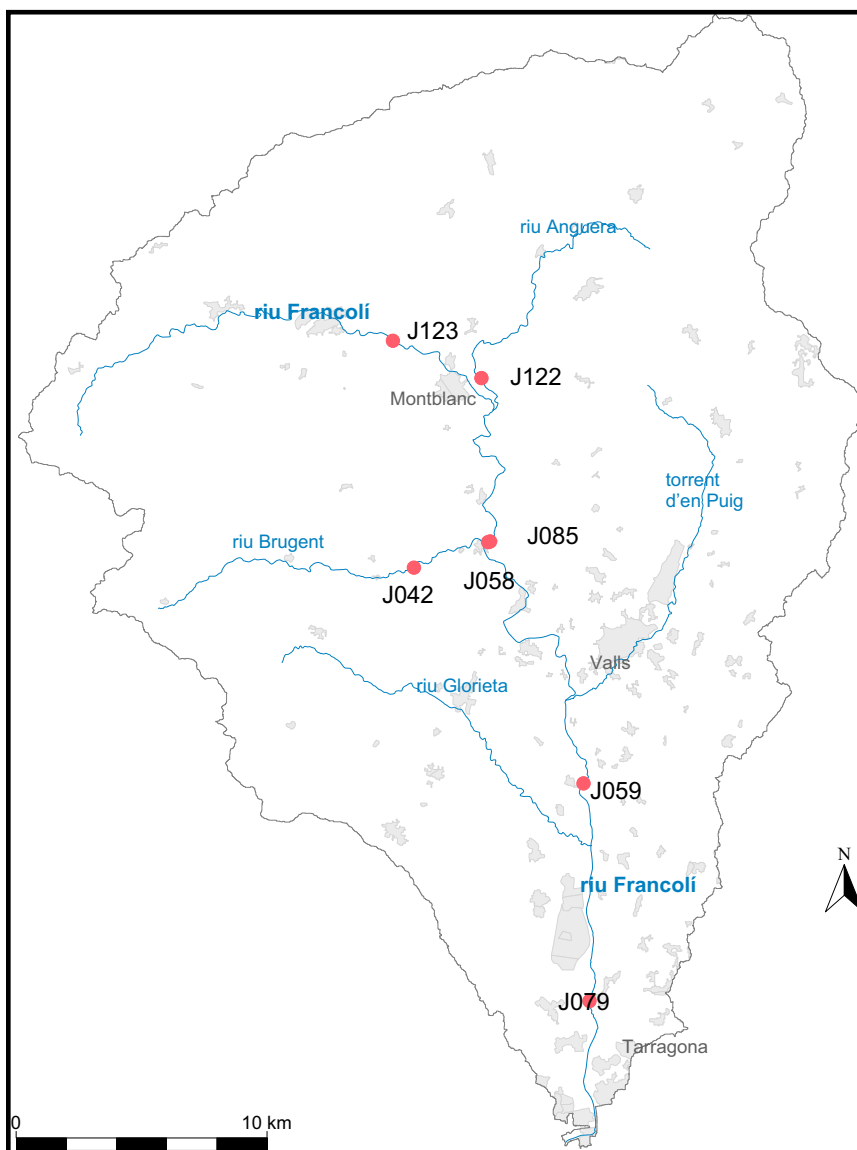 riu Anguera
riu Francolí
J123
J122
Montblanc
torrent
d'en Puig
J085
riu Brugent
J058
J042
Valls
riu Glorieta
J059
N
riu Francolí
J079
Tarragona
0
10 km